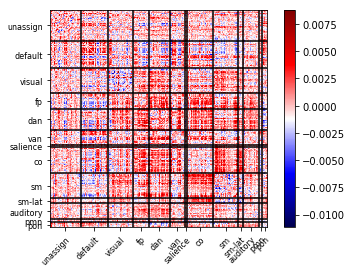 unassign
default
visual
fp
dan
van
salience
co
sm
sm-lat
auditory
pmn
pon
unassign
default
visual
fp
dan
van
salience
co
sm
sm-lat
auditory
0.0075
0.0050
0.0025
0.0000
−0.0025
−0.0050
−0.0075
−0.0100